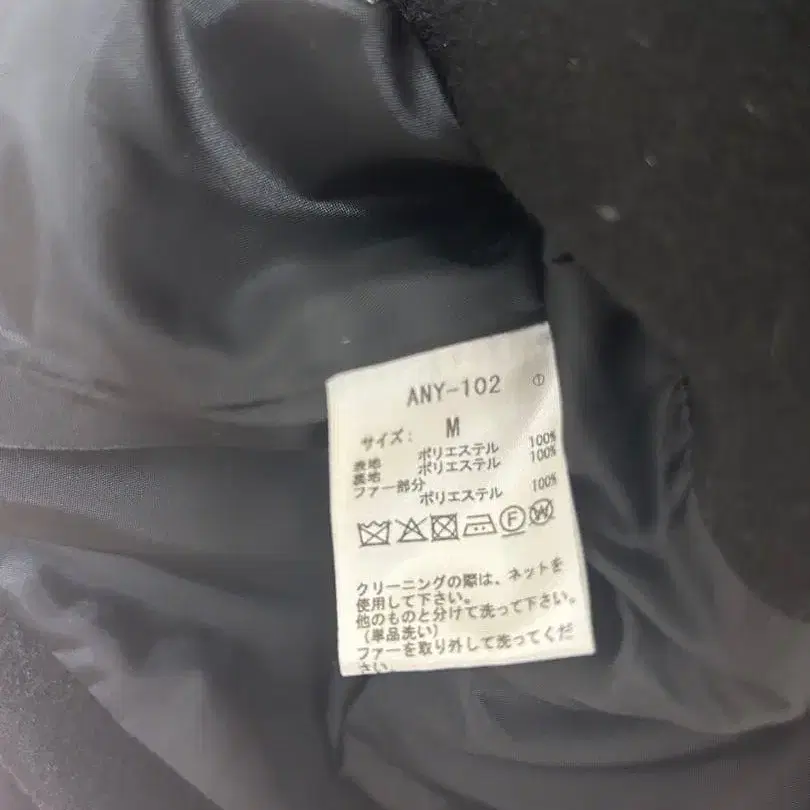 ANY-102 ①
サイズ: M
表地 ポリエステル 100%
裏地 ポリエステル 100%
ファー部分
ポリエステル 100%
F W
クリーニングの際は、ネットを
使用して下さい。
他のものと分けて洗って下さい。
(単品洗い)
ファーを取り外して洗ってくだ
さい。